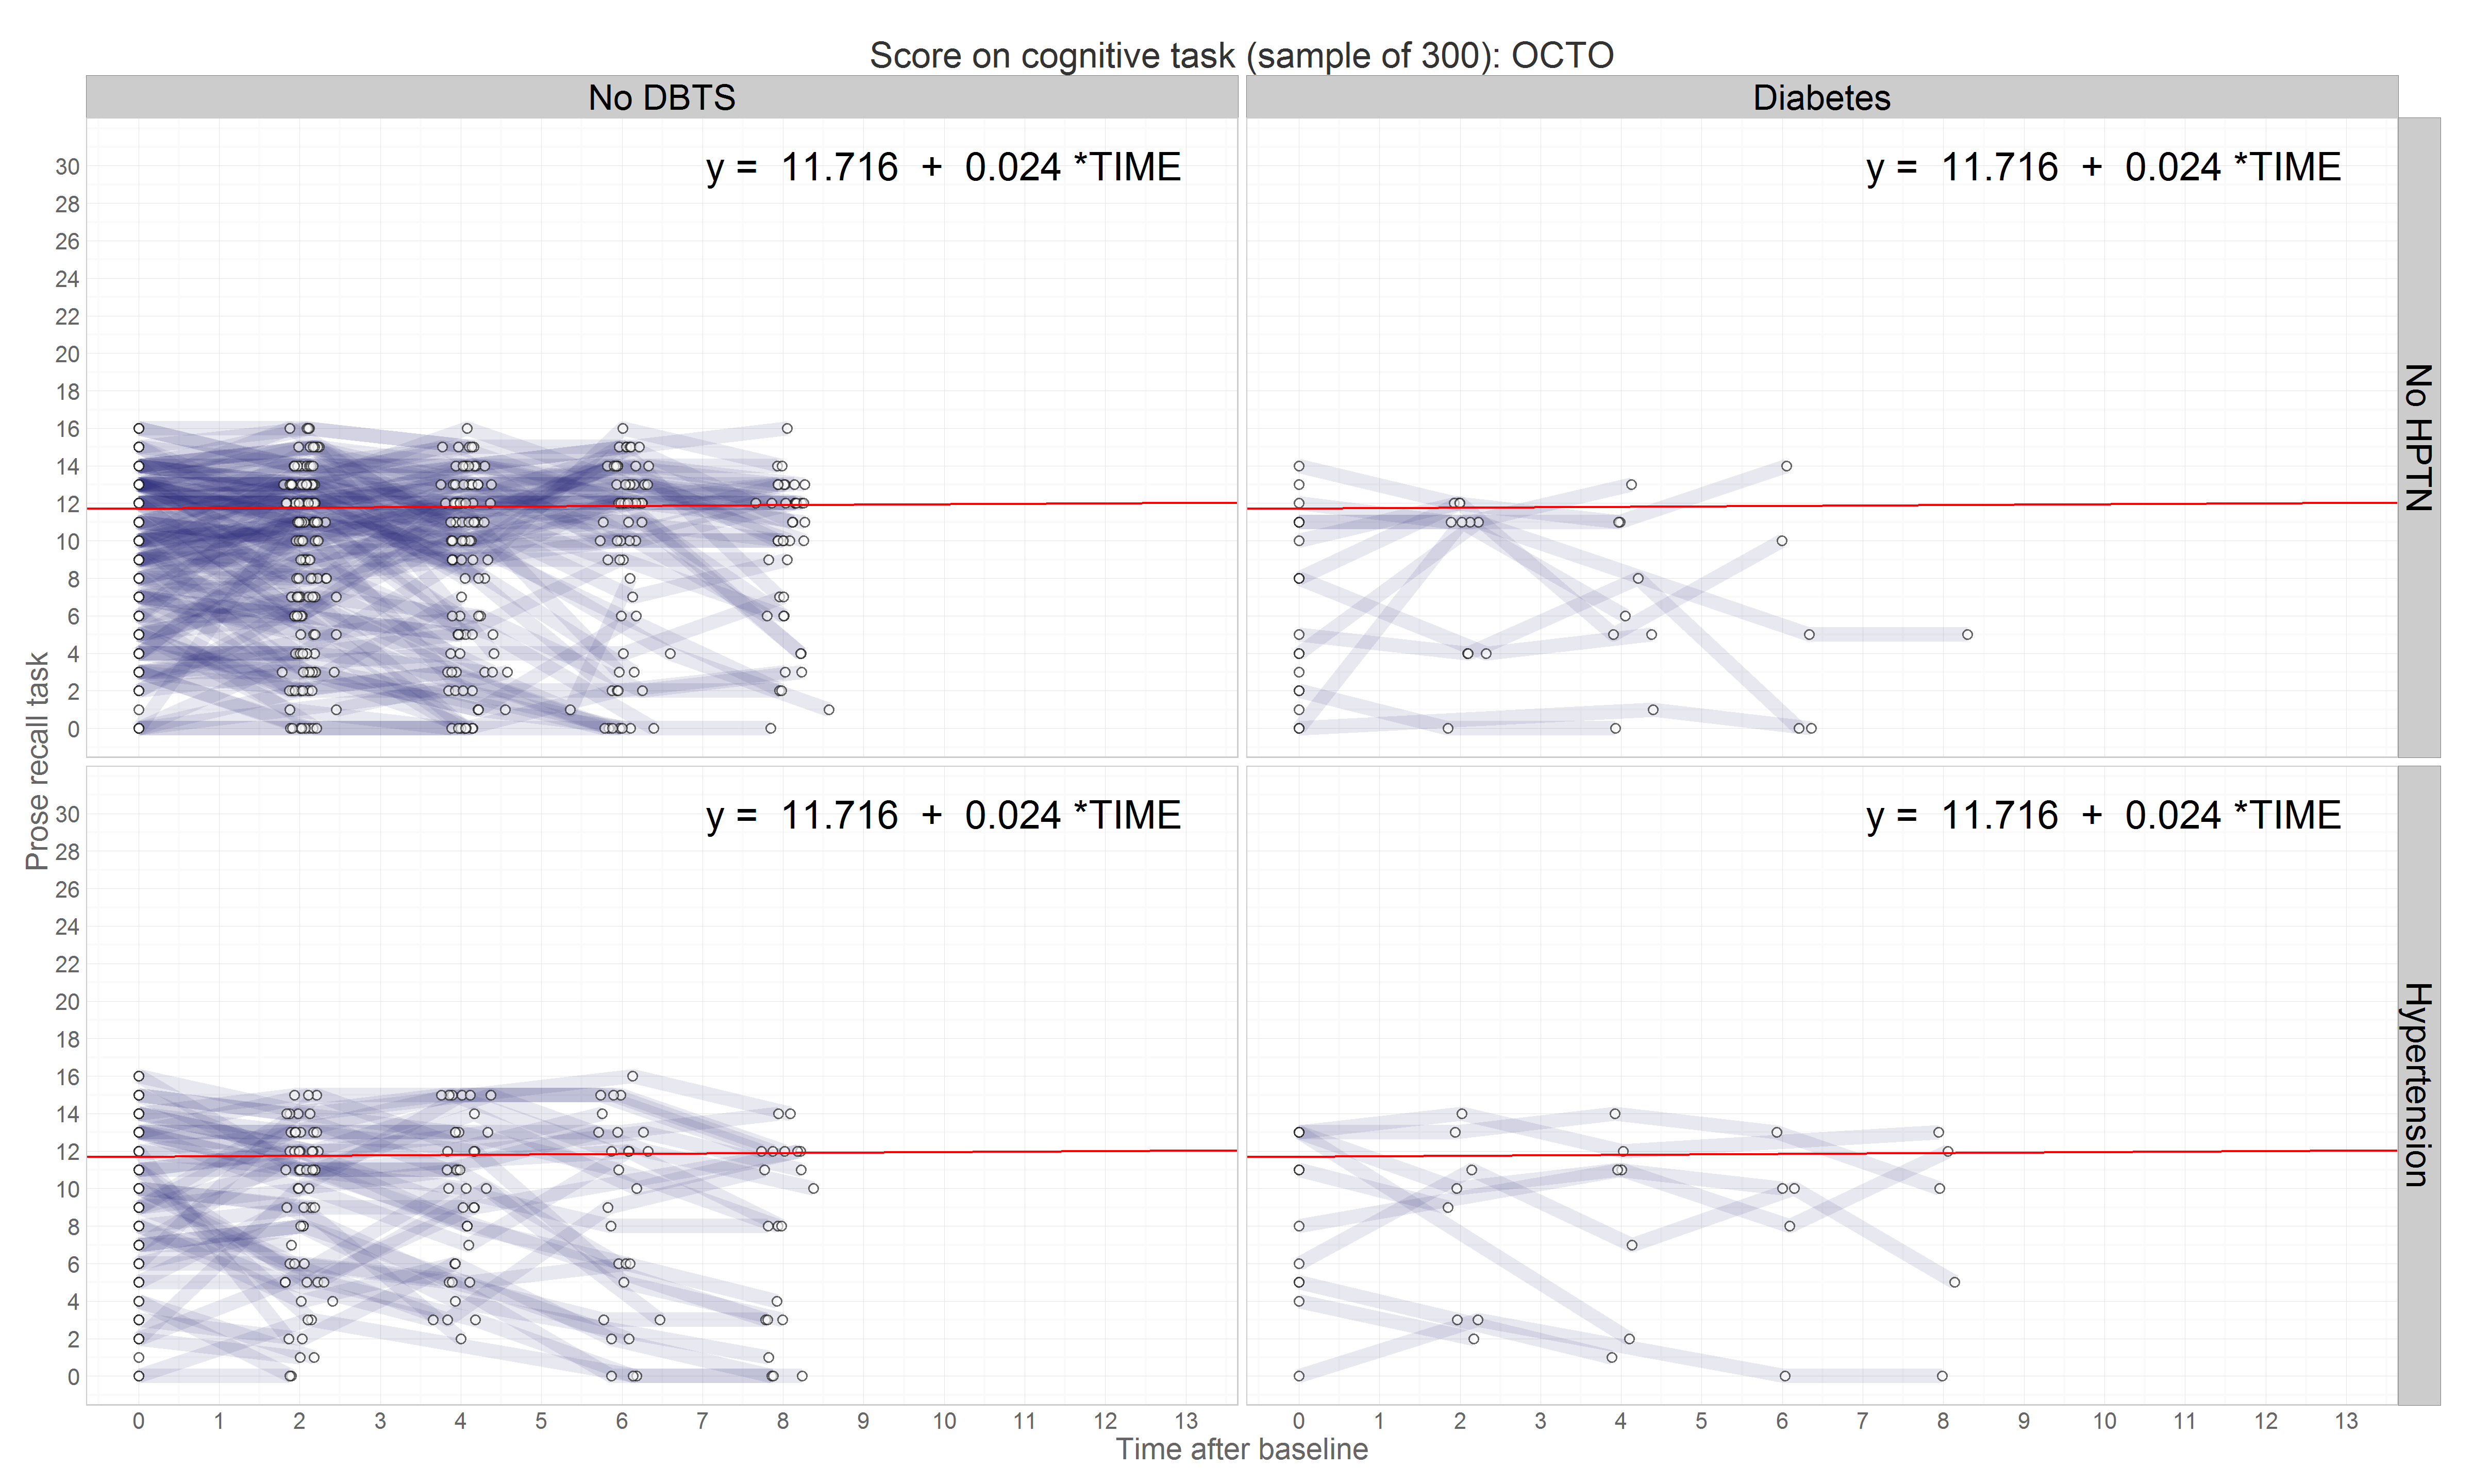 Score on cognitive task (sample of 300): OCTO
No DBTS
Diabetes
y = 11.716 + 0.024 *TIME
y = 11.716 + 0.024 *TIME
No HPTN
30
28
26
24
22
20
18
16
14
12
10
8
6
4
2
0
Prose recall task
y = 11.716 + 0.024 *TIME
y = 11.716 + 0.024 *TIME
Hypertension
30
28
26
24
22
20
18
16
14
12
10
8
6
4
2
0
0 1 2 3 4 5 6 7 8 9 10 11 12 13
0 1 2 3 4 5 6 7 8 9 10 11 12 13
Time after baseline